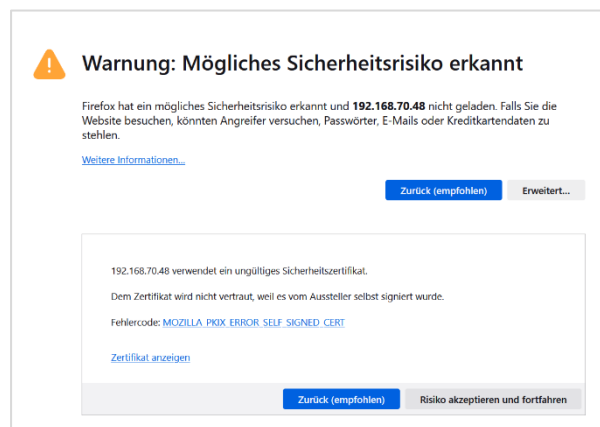 Warnung: Mögliches Sicherheitsrisiko erkannt
Firefox hat ein mögliches Sicherheitsrisiko erkannt und 192.168.70.48 nicht geladen. Falls Sie die
Website besuchen, könnten Angreifer versuchen, Passwörter, E-Mails oder Kreditkartendaten zu
stehlen.
Weitere Informationen...
Zurück (empfohlen) Erweitert...
192.168.70.48 verwendet ein ungültiges Sicherheitszertifikat.
Dem Zertifikat wird nicht vertraut, weil es vom Aussteller selbst signiert wurde.
Fehlercode: MOZILLA_PKIX_ERROR_SELF_SIGNED_CERT
Zertifikat anzeigen
Zurück (empfohlen) Risiko akzeptieren und fortfahren